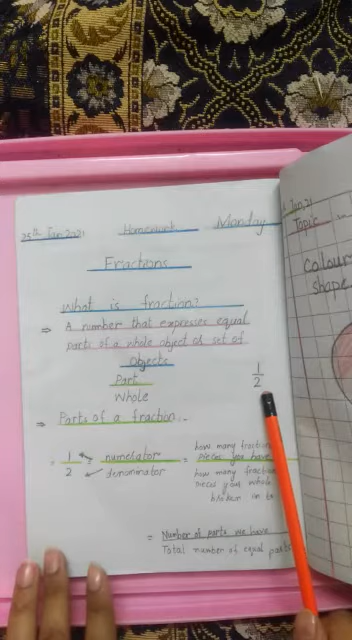 25th Jan 2021 Homework Monday
Fractions
What is fraction?
⇒ A number that expresses equal
parts of a whole object or set of
objects
Part
Whole
1
2
⇒ Parts of a fraction:-
= 1 = numerator = how many fraction
pieces you have
2 denominator how many fraction
pieces your whole
broken in to
= Number of parts we have
Total number of equal parts
Jan, 21
Topic
Colour
shape